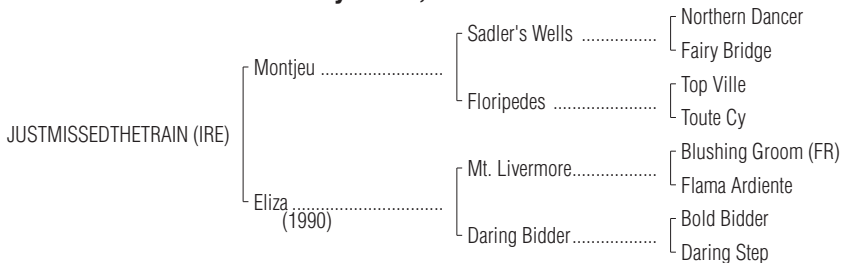 Northern Dancer
Sadler's Wells ................
Fairy Bridge
Montjeu ..........................
Top Ville
Floripedes ......................
Toute Cy
JUSTMISSEDTHETRAIN (IRE)
Blushing Groom (FR)
Mt. Livermore..................
Flama Ardiente
Eliza ................................
(1990)
Bold Bidder
Daring Bidder..................
Daring Step